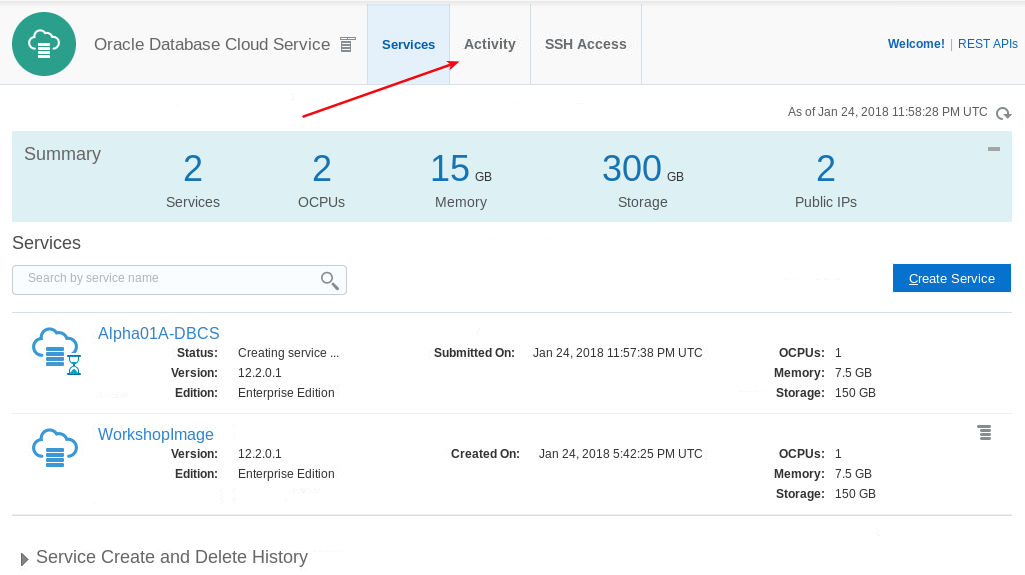 Oracle Database Cloud Service
Services
Activity
SSH Access
Welcome! | REST APIs
As of Jan 24, 2018 11:58:28 PM UTC
Summary
2
Services
2
OCPUs
15 GB
Memory
300 GB
Storage
2
Public IPs
Services
Search by service name
Create Service
Alpha01A-DBCS
Status: Creating service ... Submitted On: Jan 24, 2018 11:57:38 PM UTC OCPUs: 1
Version: 12.2.0.1 Memory: 7.5 GB
Edition: Enterprise Edition Storage: 150 GB
WorkshopImage
Version: 12.2.0.1 Created On: Jan 24, 2018 5:42:25 PM UTC OCPUs: 1
Edition: Enterprise Edition Memory: 7.5 GB
Storage: 150 GB
Service Create and Delete History